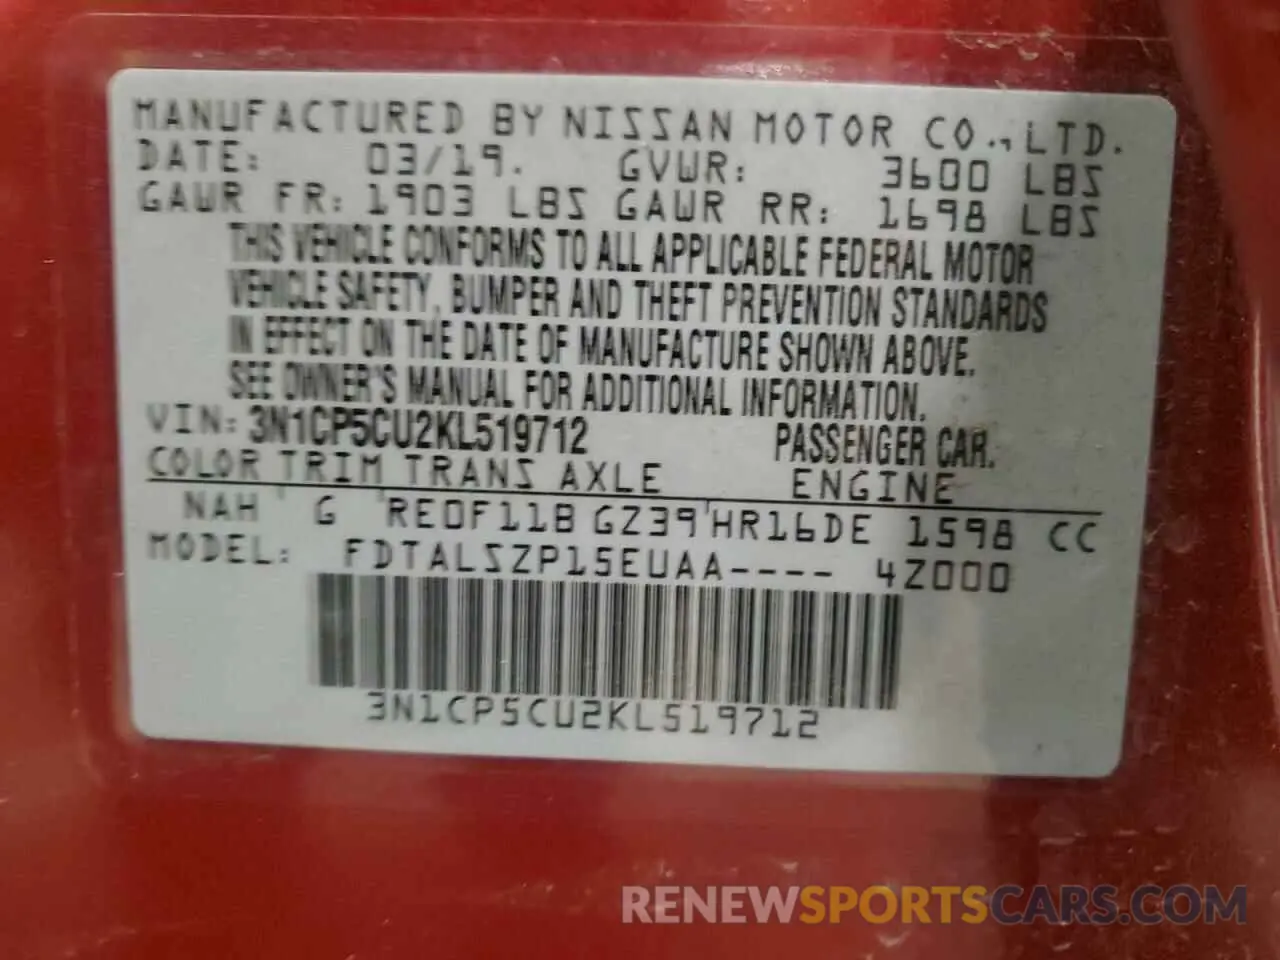 MANUFACTURED BY NISSAN MOTOR CO., LTD.
DATE: 03/19. GVWR: 3600 LBS
GAWR FR: 1903 LBS GAWR RR: 1698 LBS
THIS VEHICLE CONFORMS TO ALL APPLICABLE FEDERAL MOTOR
VEHICLE SAFETY, BUMPER AND THEFT PREVENTION STANDARDS
IN EFFECT ON THE DATE OF MANUFACTURE SHOWN ABOVE.
SEE OWNER'S MANUAL FOR ADDITIONAL INFORMATION.
VIN: 3N1CP5CU2KL519712 PASSENGER CAR.
COLOR TRIM TRANS AXLE ENGINE
NAH G RE0F11B GZ39 HR16DE 1598 CC
MODEL: FDTALSZP15EUAA---- 4Z000
3N1CP5CU2KL519712
RENEWSPORTSCARS.COM